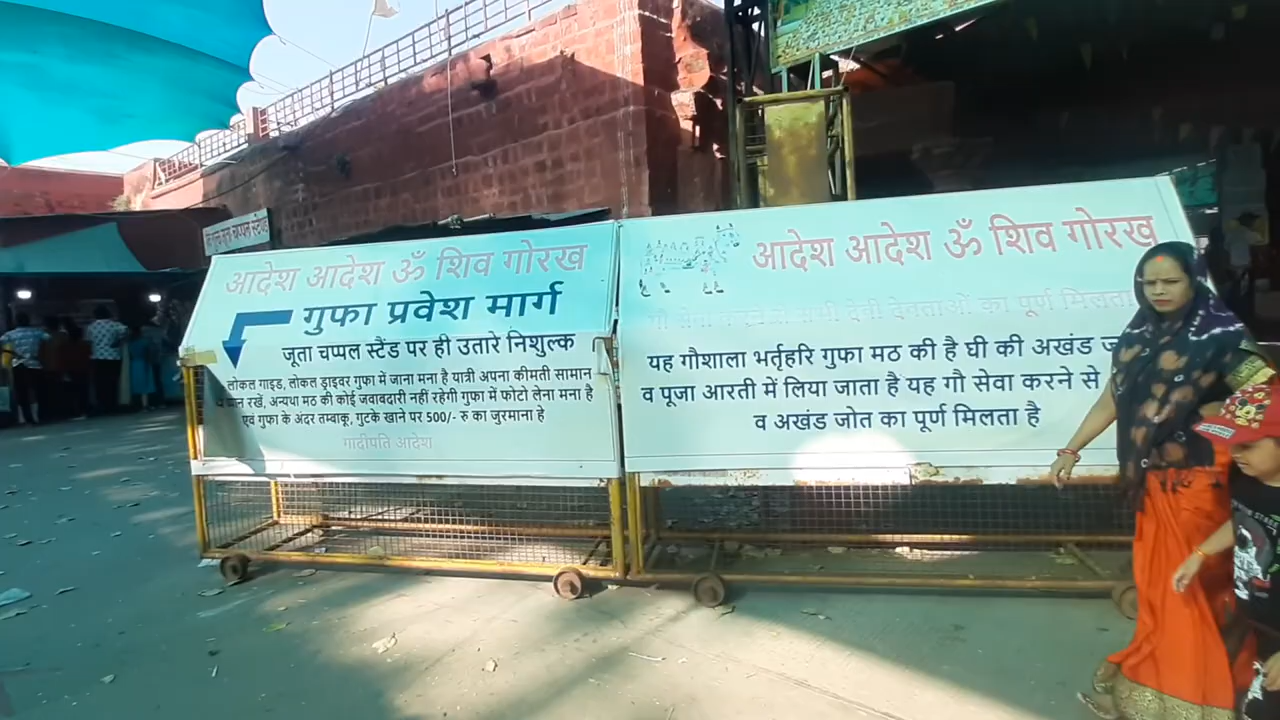 आदेश आदेश ॐ शिव गोरख
गुफा प्रवेश मार्ग
जूता चप्पल स्टैंड पर ही उतारे निशुल्क
लोकल गाइड, लोकल ड्राइवर गुफा में जाना मना है यात्री अपना कीमती सामान
रखें, अन्यथा मठ की कोई जवाबदारी नहीं रहेगी गुफा में फोटो लेना मना है
एवं गुफा के अंदर तम्बाकू, गुटके खाने पर 500/- रु का जुरमाना हे
गादीपति आदेश
आदेश आदेश ॐ शिव गोरख
का पूर्ण मिलता
यह गौशाला भर्तृहरि गुफा मठ की है घी की अखंड
व पूजा आरती में लिया जाता है यह गौ सेवा करने से
व अखंड जोत का पूर्ण मिलता है